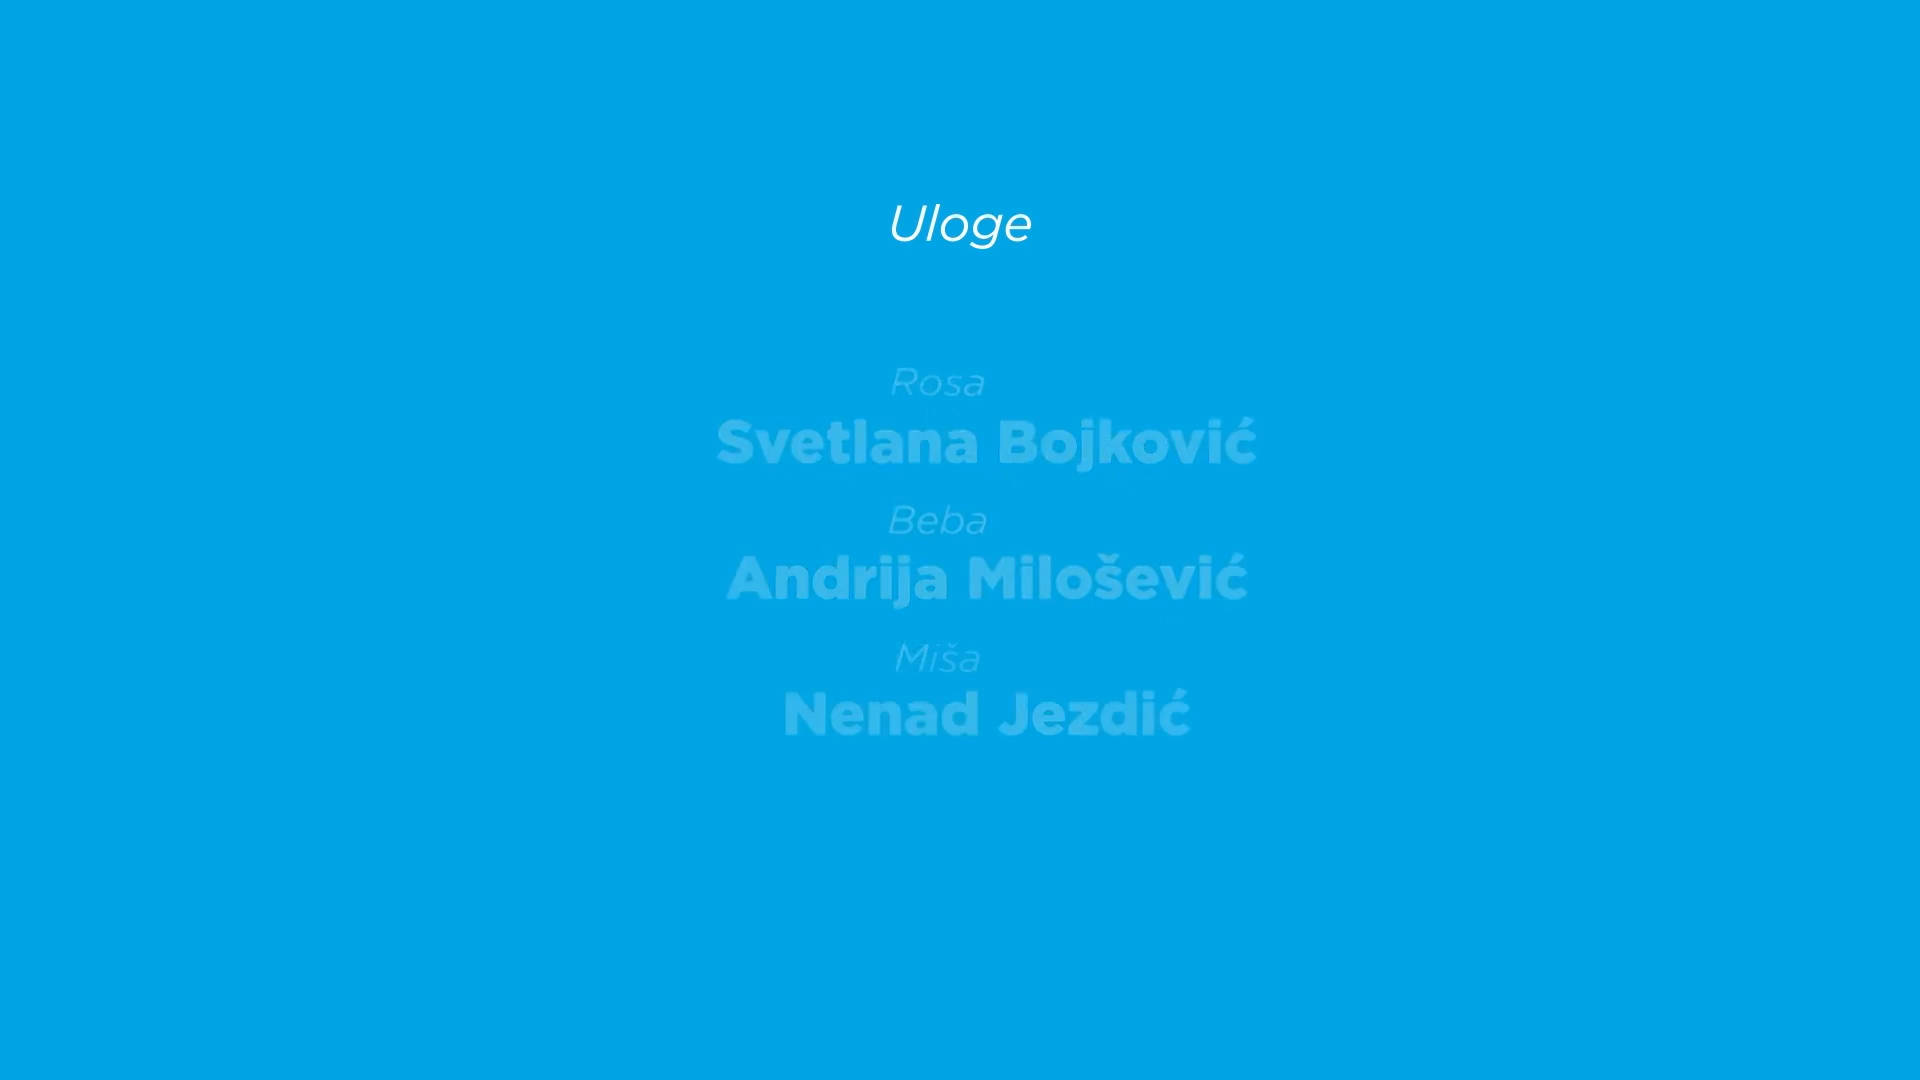 Uloge
Rosa
Svetlana Bojković
Beba
Andrija Milošević
Miša
Nenad Jezdić